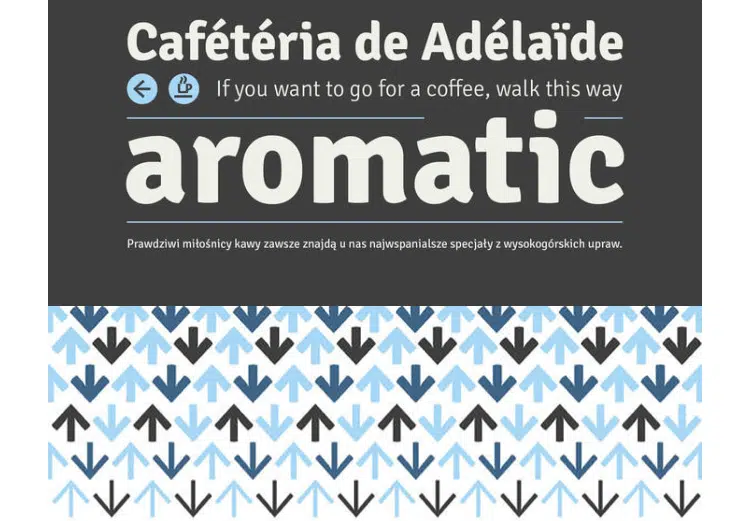 Cafétéria de Adélaïde
If you want to go for a coffee, walk this way
aromatic
Prawdziwi miłośnicy kawy zawsze znajdą u nas najwspanialsze specjały z wysokogórskich upraw.